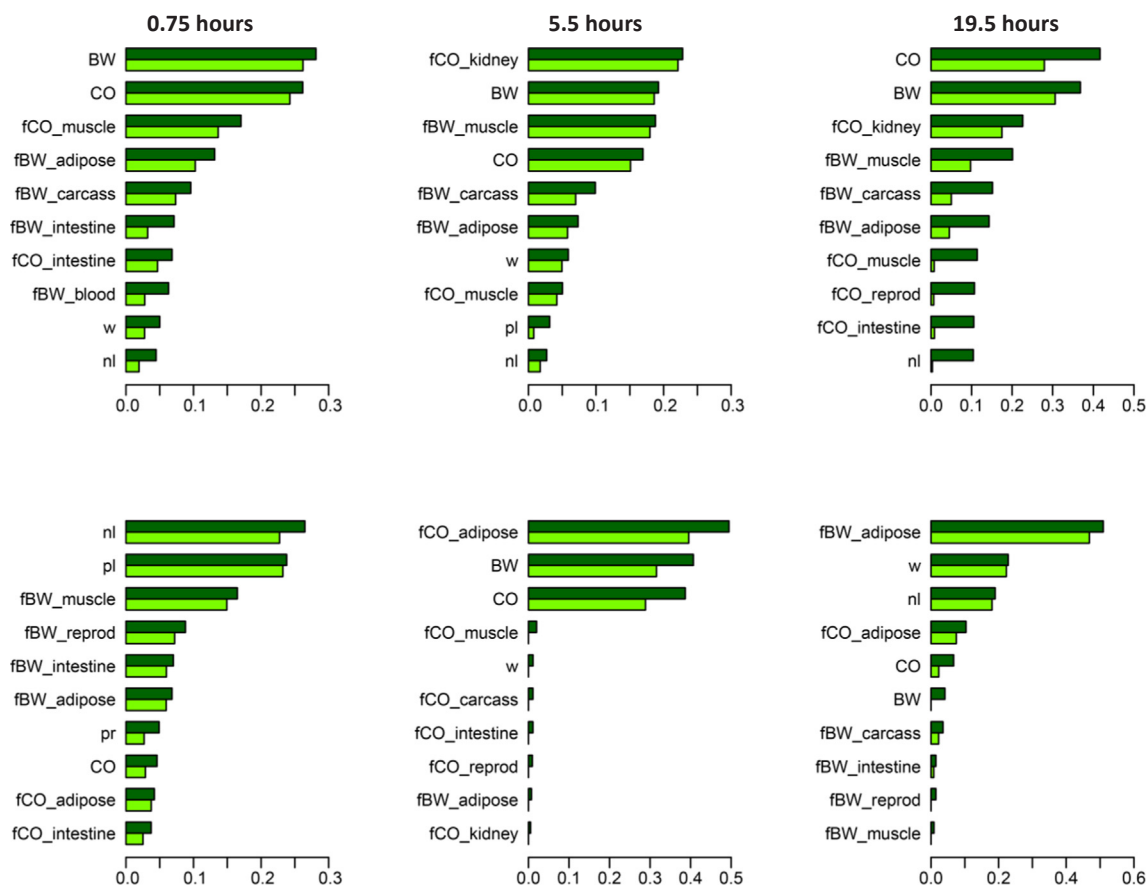 0.75 hours
BW
CO
fCO_muscle
fBW_adipose
fBW_carcass
fBW_intestine
fCO_intestine
fBW_blood
w
nl
0.0 0.1 0.2 0.3
5.5 hours
fCO_kidney
BW
fBW_muscle
CO
fBW_carcass
fBW_adipose
w
fCO_muscle
pl
nl
0.0 0.1 0.2 0.3
19.5 hours
CO
BW
fCO_kidney
fBW_muscle
fBW_carcass
fBW_adipose
fCO_muscle
fCO_reprod
fCO_intestine
nl
0.0 0.1 0.2 0.3 0.4 0.5
nl
pl
fBW_muscle
fBW_reprod
fBW_intestine
fBW_adipose
pr
CO
fCO_adipose
fCO_intestine
0.0 0.1 0.2 0.3
fCO_adipose
BW
CO
fCO_muscle
w
fCO_carcass
fCO_intestine
fCO_reprod
fBW_adipose
fCO_kidney
0.0 0.1 0.2 0.3 0.4 0.5
fBW_adipose
w
nl
fCO_adipose
CO
BW
fBW_carcass
fBW_intestine
fBW_reprod
fBW_muscle
0.0 0.2 0.4 0.6